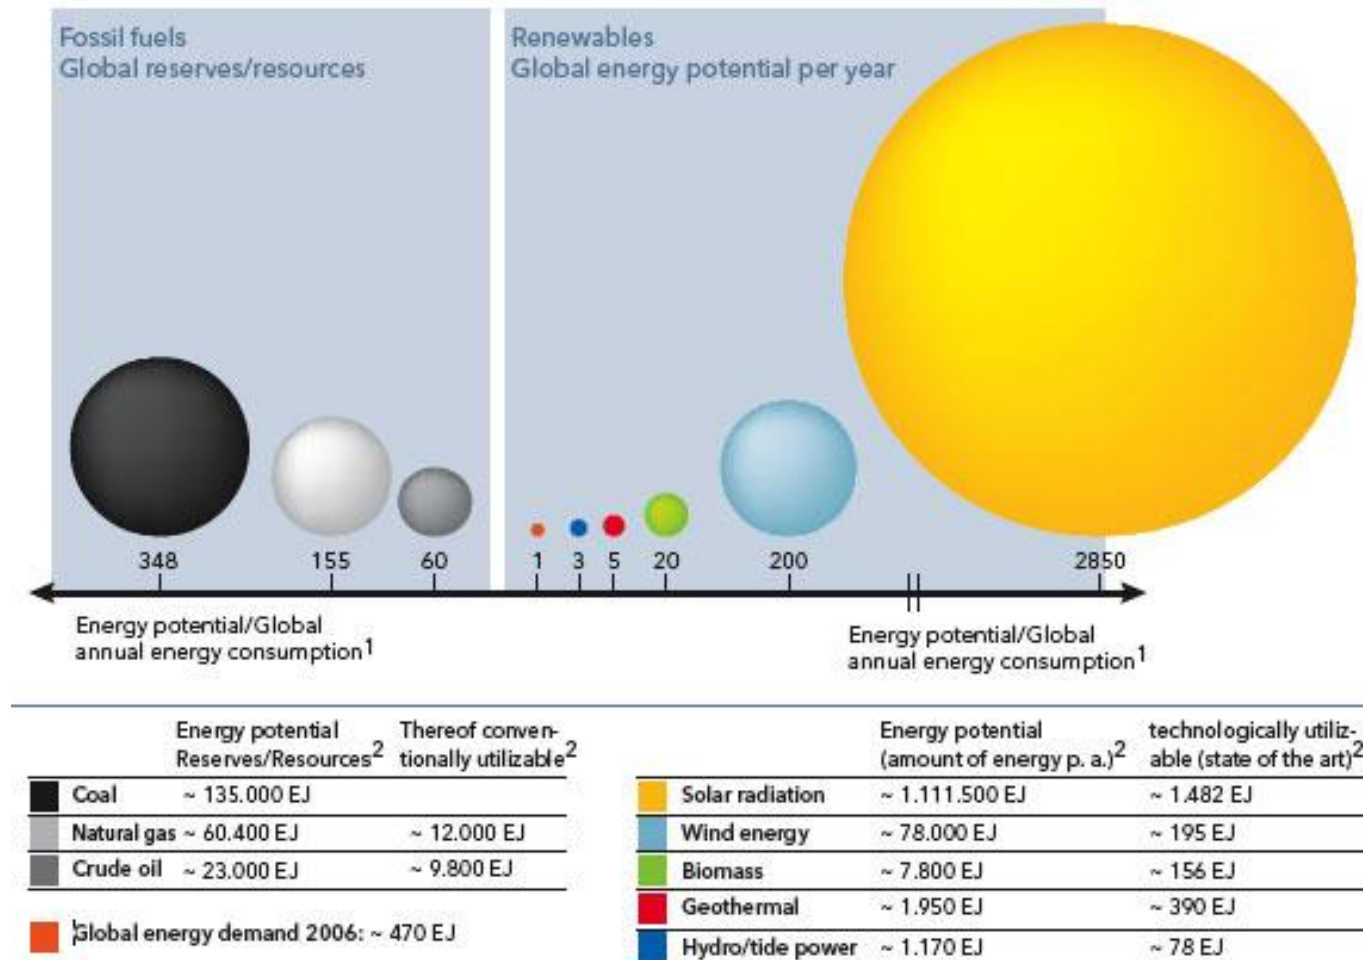 Fossil fuels
Global reserves/resources
Renewables
Global energy potential per year
348 155 60 1 3 5 20 200 2850
Energy potential/Global
annual energy consumption1
Energy potential/Global
annual energy consumption1
Energy potential
Reserves/Resources2
Thereof conven-
tionally utilizable2
Coal ~ 135.000 EJ
Natural gas ~ 60.400 EJ ~ 12.000 EJ
Crude oil ~ 23.000 EJ ~ 9.800 EJ
Global energy demand 2006: ~ 470 EJ
Energy potential
(amount of energy p. a.)2
technologically utiliz-
able (state of the art)2
Solar radiation ~ 1.111.500 EJ ~ 1.482 EJ
Wind energy ~ 78.000 EJ ~ 195 EJ
Biomass ~ 7.800 EJ ~ 156 EJ
Geothermal ~ 1.950 EJ ~ 390 EJ
Hydro/tide power ~ 1.170 EJ ~ 78 EJ